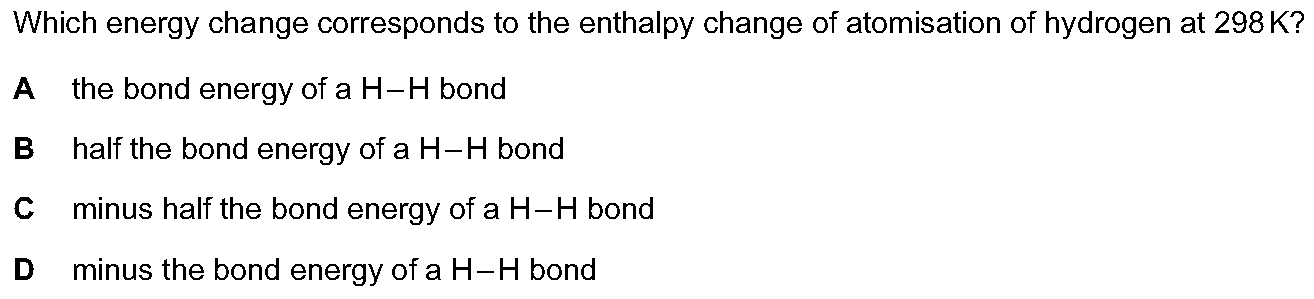 Which energy change corresponds to the enthalpy change of atomisation of hydrogen at 298 K?
A the bond energy of a H–H bond
B half the bond energy of a H–H bond
C minus half the bond energy of a H–H bond
D minus the bond energy of a H–H bond